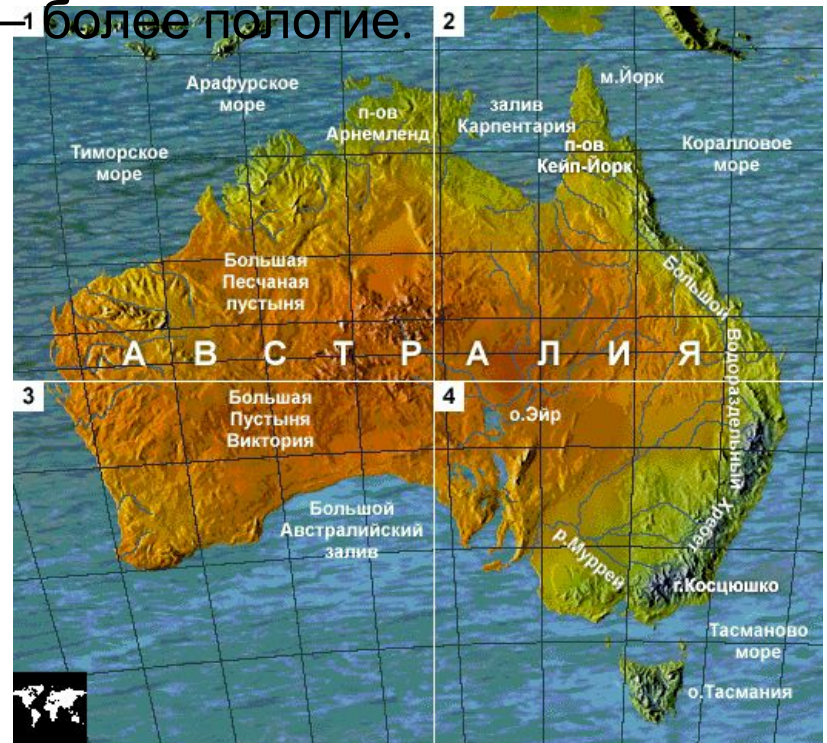 – более пологие.
1
2
м.Йорк
Арафурское
море
п-ов
Арнемленд
залив
Карпентария
п-ов
Кейп-Йорк
Коралловое
море
Тиморское
море
Большая
Песчаная
пустыня
Большой
Водораздельный
Хребет
А В С Т Р А Л И Я
3
4
Большая
Пустыня
Виктория
о.Эйр
Большой
Австралийский
залив
р.Муррей
г.Косцюшко
Тасманово
море
о.Тасмания